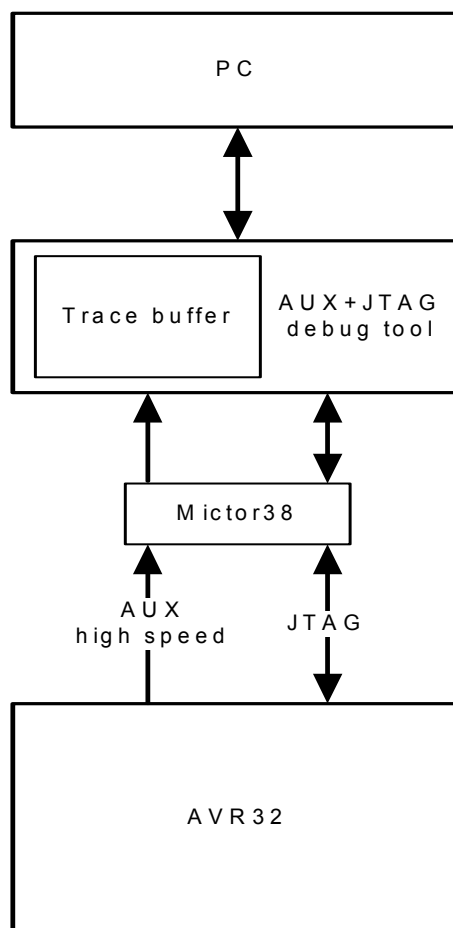 PC
Trace buffer
AUX+JTAG
debug tool
Mictor38
AUX
high speed
JTAG
AVR32